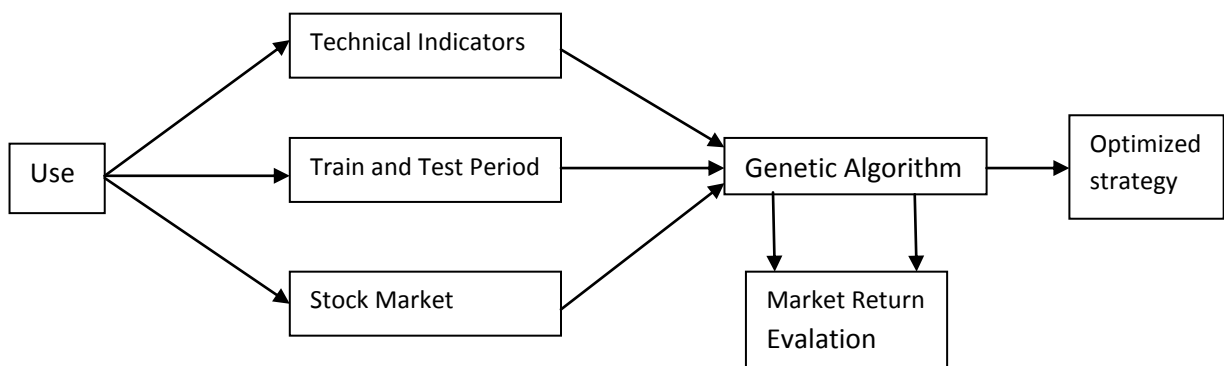 Use
Technical Indicators
Train and Test Period
Stock Market
Genetic Algorithm
Market Return
Evalation
Optimized
strategy